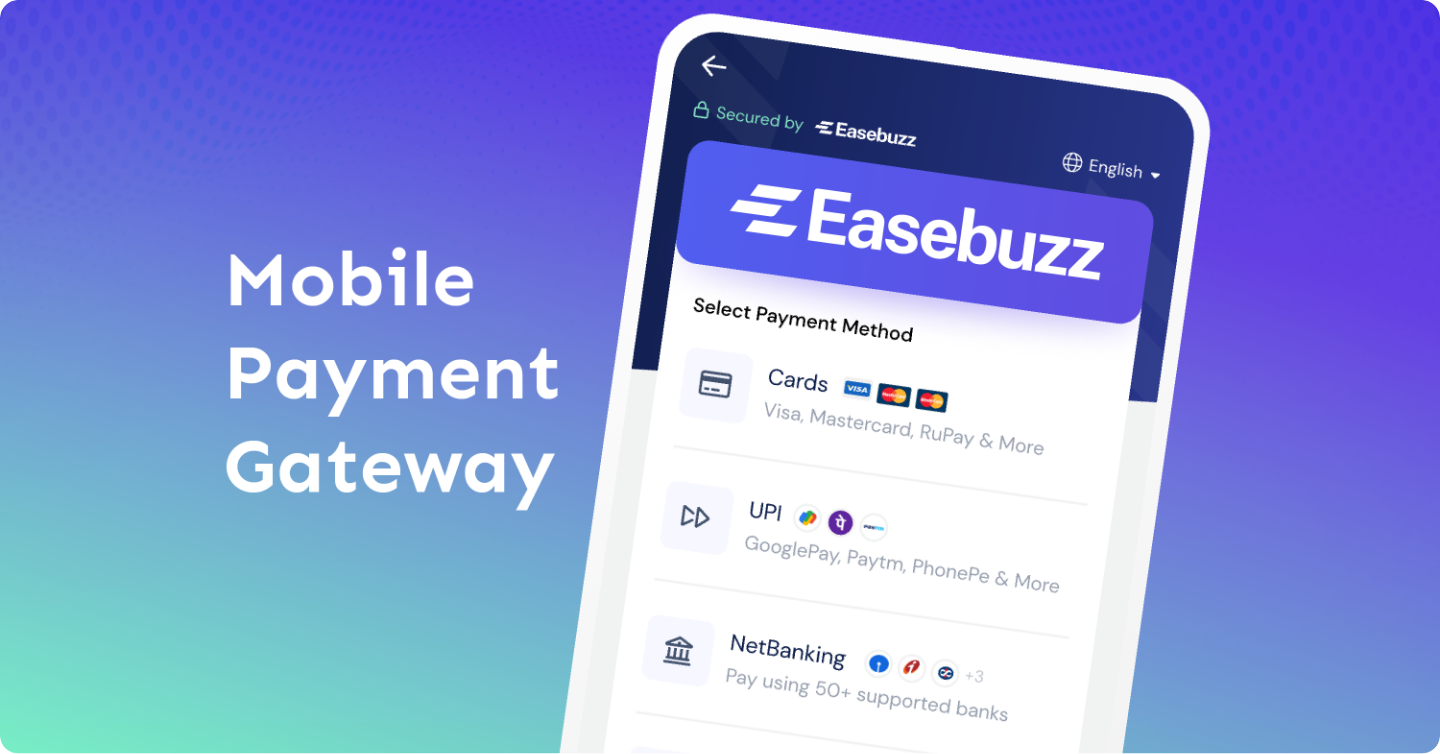 Mobile
Payment
Gateway
Secured by Easebuzz
English
Easebuzz
Select Payment Method
Cards VISA
Visa, Mastercard, RuPay & More
UPI पे
GooglePay, Paytm, PhonePe & More
NetBanking +3
Pay using 50+ supported banks